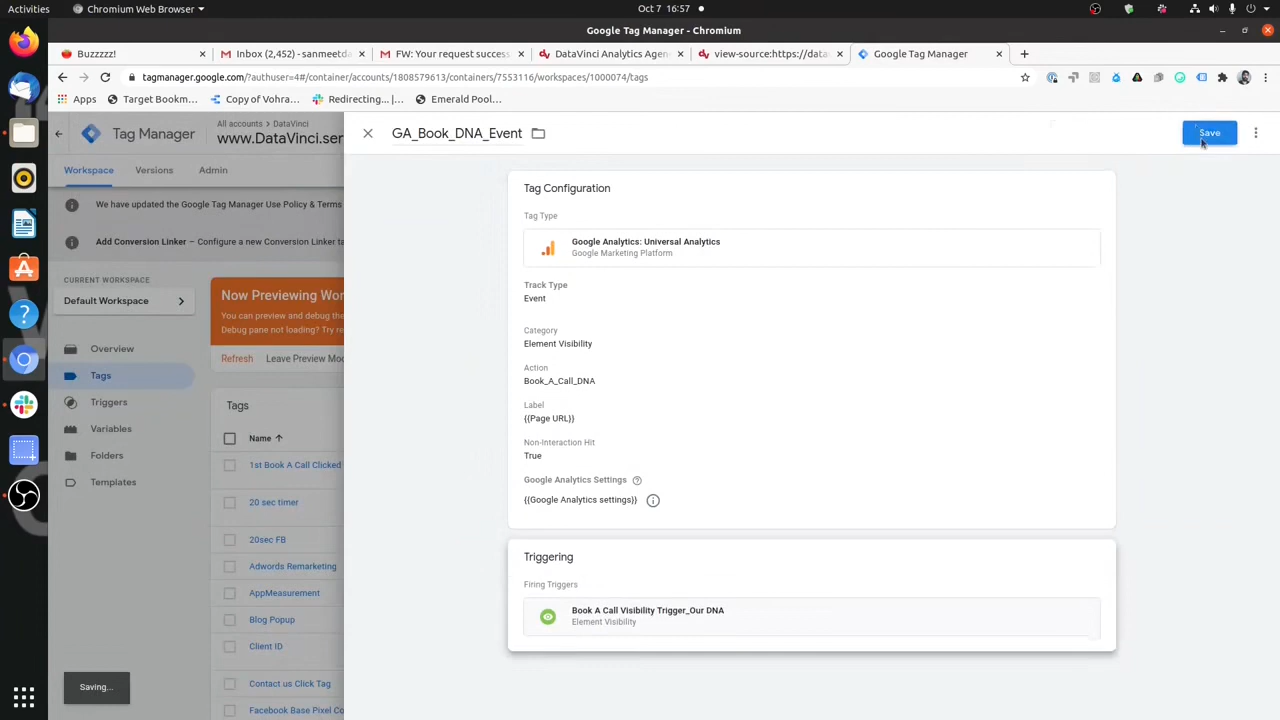 Activities
Chromium Web Browser
Oct 7 16:57
Google Tag Manager - Chromium
Buzzzzz!
Inbox (2,452) - sanmeetda
FW: Your request success
DataVinci Analytics Agen
view-source:https://data
Google Tag Manager
tagmanager.google.com/?authuser=4#/container/accounts/1808579613/containers/7553116/workspaces/1000074/tags
Apps
Target Bookm...
Copy of Vohra...
Redirecting... |...
Emerald Pool...
Tag Manager
All accounts > DataVinci
www.DataVinci.ser
GA_Book_DNA_Event
Save
Workspace
Versions
Admin
We have updated the Google Tag Manager Use Policy & Terms
Add Conversion Linker – Configure a new Conversion Linker ta
CURRENT WORKSPACE
Default Workspace
Overview
Tags
Triggers
Variables
Folders
Templates
Now Previewing Wor
You can preview and debug the
Debug pane not loading? Try re
Refresh
Leave Preview Mod
Tags
Name
1st Book A Call Clicked
20 sec timer
20sec FB
Adwords Remarketing
AppMeasurement
Blog Popup
Client ID
Contact us Click Tag
Facebook Base Pixel Co
Tag Configuration
Tag Type
Google Analytics: Universal Analytics
Google Marketing Platform
Track Type
Event
Category
Element Visibility
Action
Book_A_Call_DNA
Label
{{Page URL}}
Non-Interaction Hit
True
Google Analytics Settings
{{Google Analytics settings}}
Triggering
Firing Triggers
Book A Call Visibility Trigger_Our DNA
Element Visibility
Saving...